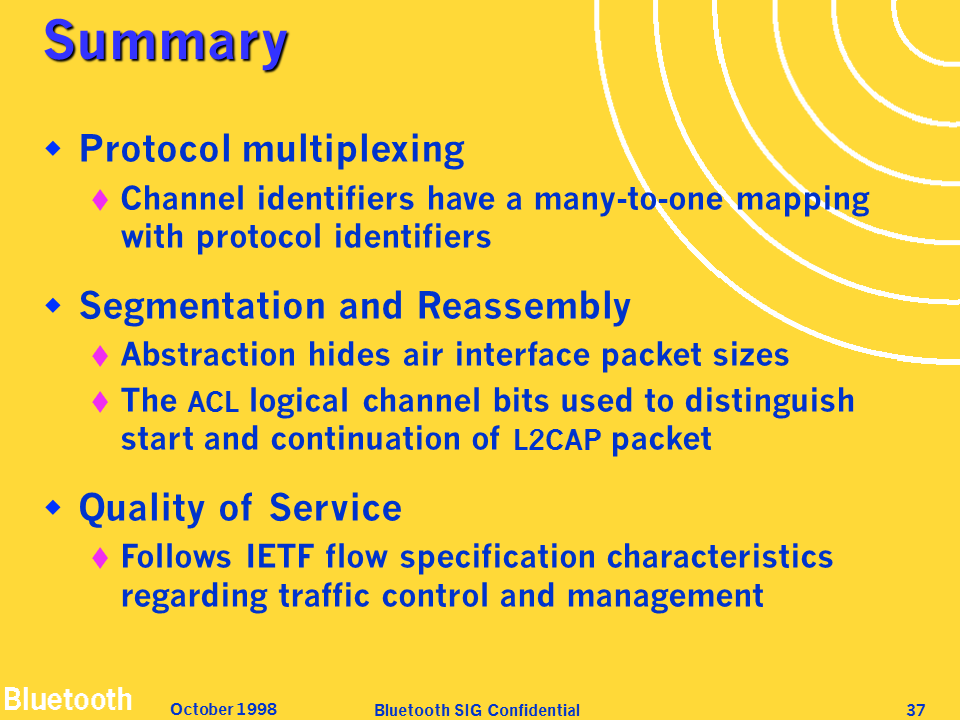 Summary
Protocol multiplexing
Channel identifiers have a many-to-one mapping
with protocol identifiers
Segmentation and Reassembly
Abstraction hides air interface packet sizes
The ACL logical channel bits used to distinguish
start and continuation of L2CAP packet
Quality of Service
Follows IETF flow specification characteristics
regarding traffic control and management
Bluetooth October 1998 Bluetooth SIG Confidential 37